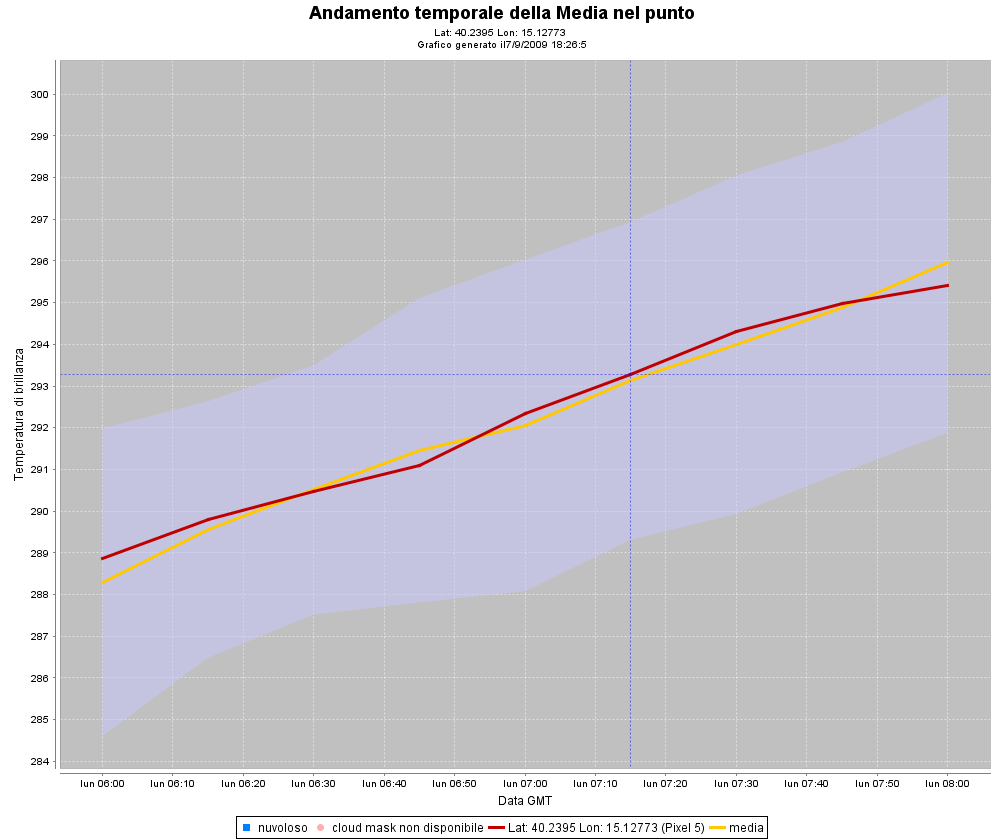 Andamento temporale della Media nel punto
Lat: 40.2395 Lon: 15.12773
Grafico generato il7/9/2009 18:26:5
300
299
298
297
296
295
294
293
292
291
290
289
288
287
286
285
284
Temperatura di brillanza
lun 06:00 lun 06:10 lun 06:20 lun 06:30 lun 06:40 lun 06:50 lun 07:00 lun 07:10 lun 07:20 lun 07:30 lun 07:40 lun 07:50 lun 08:00
Data GMT
nuvoloso cloud mask non disponibile Lat: 40.2395 Lon: 15.12773 (Pixel 5) media